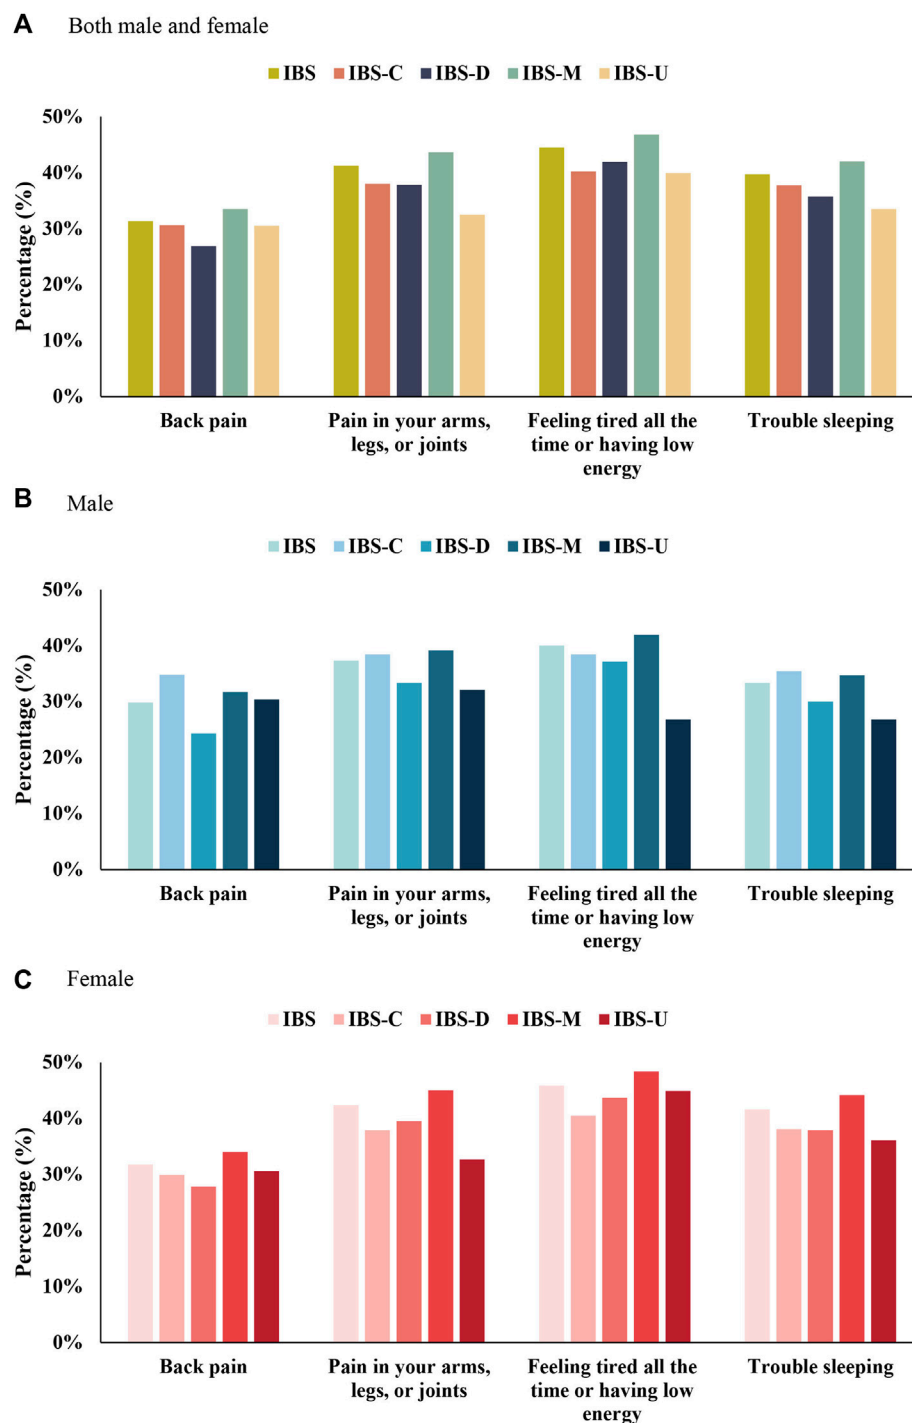 A Both male and female
IBS IBS-C IBS-D IBS-M IBS-U
Percentage (%)
50%
40%
30%
20%
10%
0%
Back pain
Pain in your arms,
legs, or joints
Feeling tired all the
time or having low
energy
Trouble sleeping
B Male
IBS IBS-C IBS-D IBS-M IBS-U
Percentage (%)
50%
40%
30%
20%
10%
0%
Back pain
Pain in your arms,
legs, or joints
Feeling tired all the
time or having low
energy
Trouble sleeping
C Female
IBS IBS-C IBS-D IBS-M IBS-U
Percentage (%)
50%
40%
30%
20%
10%
0%
Back pain
Pain in your arms,
legs, or joints
Feeling tired all the
time or having low
energy
Trouble sleeping